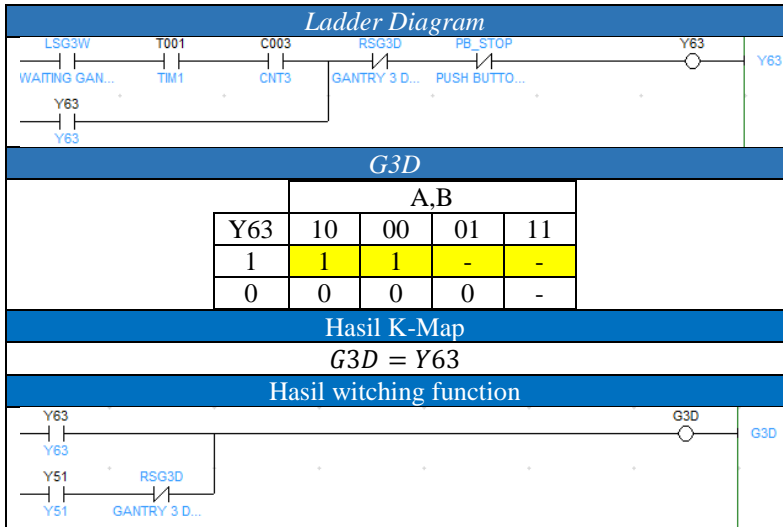 Ladder Diagram
LSG3W T001 C003 RSG3D PB_STOP Y63
Y63
WAITING GAN... TIM1 CNT3 GANTRY 3 D... PUSH BUTTO...
Y63
Y63
G3D
A,B
Y63 10 00 01 11
1 1 1 - -
0 0 0 0 -
Hasil K-Map
G3D = Y63
Hasil witching function
Y63 G3D
G3D
Y63
Y51 RSG3D
Y51 GANTRY 3 D...